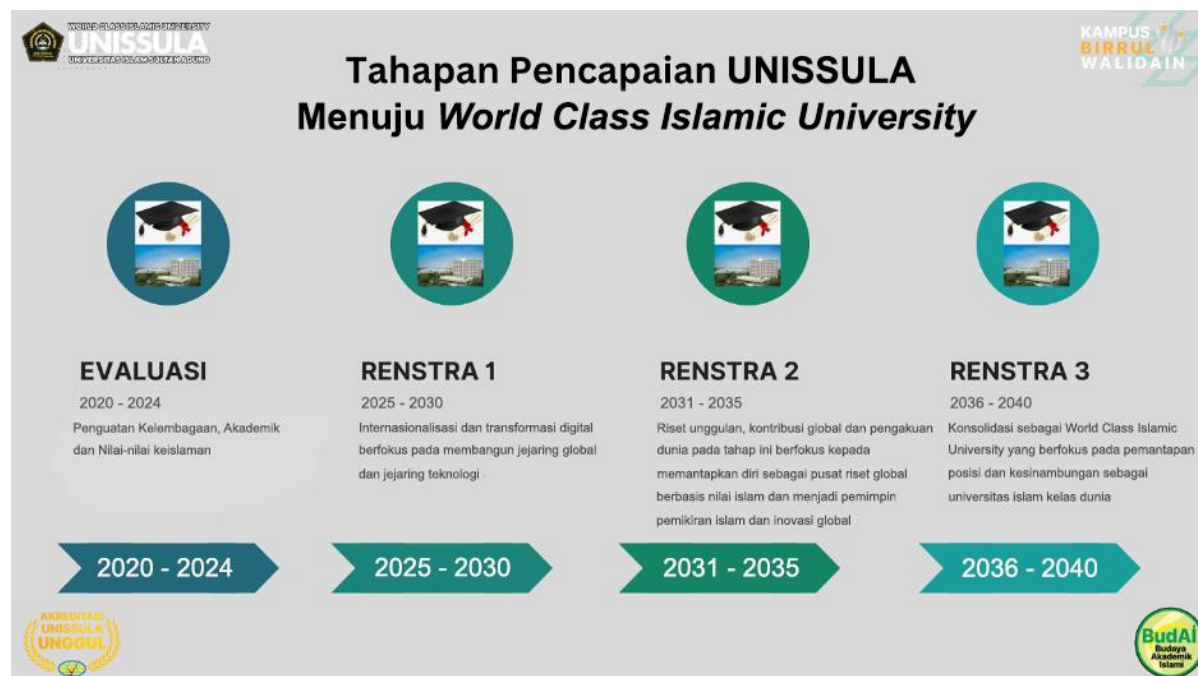 WORLD CLASS ISLAMIC UNIVERSITY
UNISSULA
UNIVERSITAS ISLAM SULTAN AGUNG
KAMPUS
BIRRUL
WALIDAIN
Tahapan Pencapaian UNISSULA
Menuju World Class Islamic University
EVALUASI
2020 - 2024
Penguatan Kelembagaan, Akademik
dan Nilai-nilai keislaman
RENSTRA 1
2025 - 2030
Internasionalisasi dan transformasi digital
berfokus pada membangun jejaring global
dan jejaring teknologi
RENSTRA 2
2031 - 2035
Riset unggulan, kontribusi global dan pengakuan
dunia pada tahap ini berfokus kepada
memantapkan diri sebagai pusat riset global
berbasis nilai islam dan menjadi pemimpin
pemikiran islam dan inovasi global
RENSTRA 3
2036 - 2040
Konsolidasi sebagai World Class Islamic
University yang berfokus pada pemantapan
posisi dan kesinambungan sebagai
universitas islam kelas dunia
2020 - 2024
2025 - 2030
2031 - 2035
2036 - 2040
AKREDITASI
UNISSULA
UNGGUL
BudAI
Budaya
Akademik
Islami